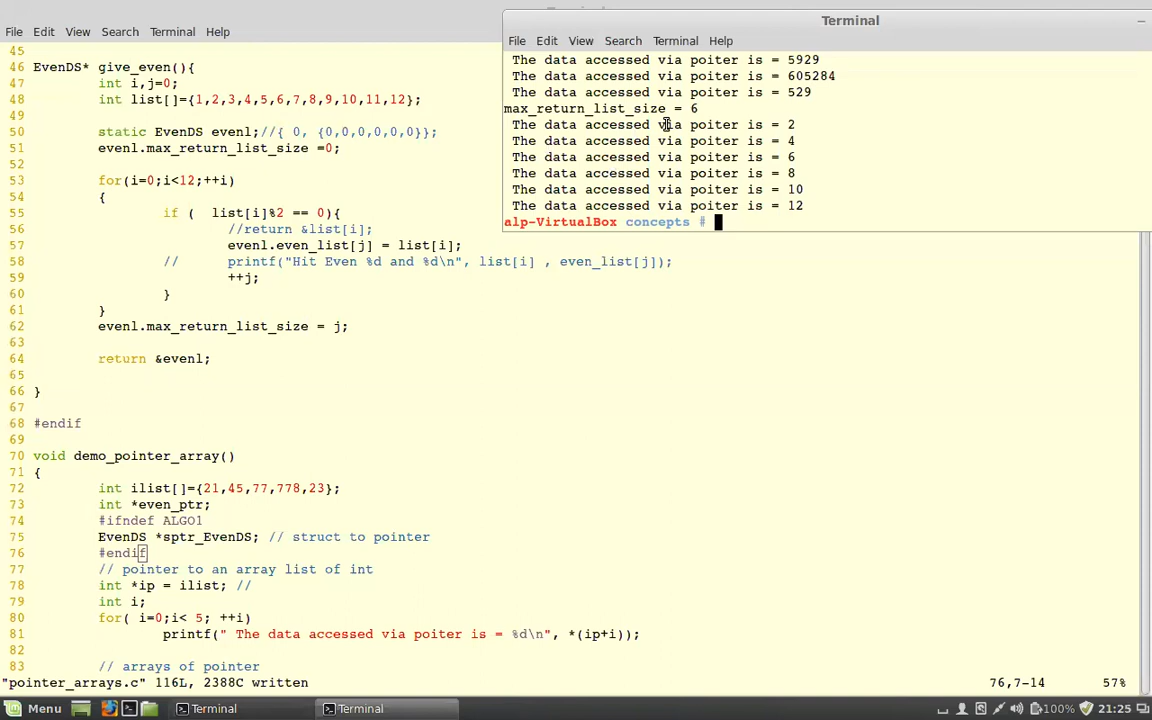 File Edit View Search Terminal Help
45
46 EvenDS* give_even(){
47 int i,j=0;
48 int list[]={1,2,3,4,5,6,7,8,9,10,11,12};
49
50 static EvenDS evenl;//{ 0, {0,0,0,0,0,0}};
51 evenl.max_return_list_size =0;
52
53 for(i=0;i<12;++i)
54 {
55 if ( list[i]%2 == 0){
56 //return &list[i];
57 evenl.even_list[j] = list[i];
58 // printf("Hit Even %d and %d\n", list[i] , even_list[j]);
59 ++j;
60 }
61 }
62 evenl.max_return_list_size = j;
63
64 return &evenl;
65
66 }
67
68 #endif
69
70 void demo_pointer_array()
71 {
72 int ilist[]={21,45,77,778,23};
73 int *even_ptr;
74 #ifndef ALGO1
75 EvenDS *sptr_EvenDS; // struct to pointer
76 #endif
77 // pointer to an array list of int
78 int *ip = ilist; //
79 int i;
80 for( i=0;i< 5; ++i)
81 printf(" The data accessed via poiter is = %d\n", *(ip+i));
82
83 // arrays of pointer
"pointer_arrays.c" 116L, 2388C written 76,7-14 57%
Terminal
File Edit View Search Terminal Help
The data accessed via poiter is = 5929
The data accessed via poiter is = 605284
The data accessed via poiter is = 529
max_return_list_size = 6
The data accessed via poiter is = 2
The data accessed via poiter is = 4
The data accessed via poiter is = 6
The data accessed via poiter is = 8
The data accessed via poiter is = 10
The data accessed via poiter is = 12
alp-VirtualBox concepts #
Menu Terminal Terminal 100% 21:25